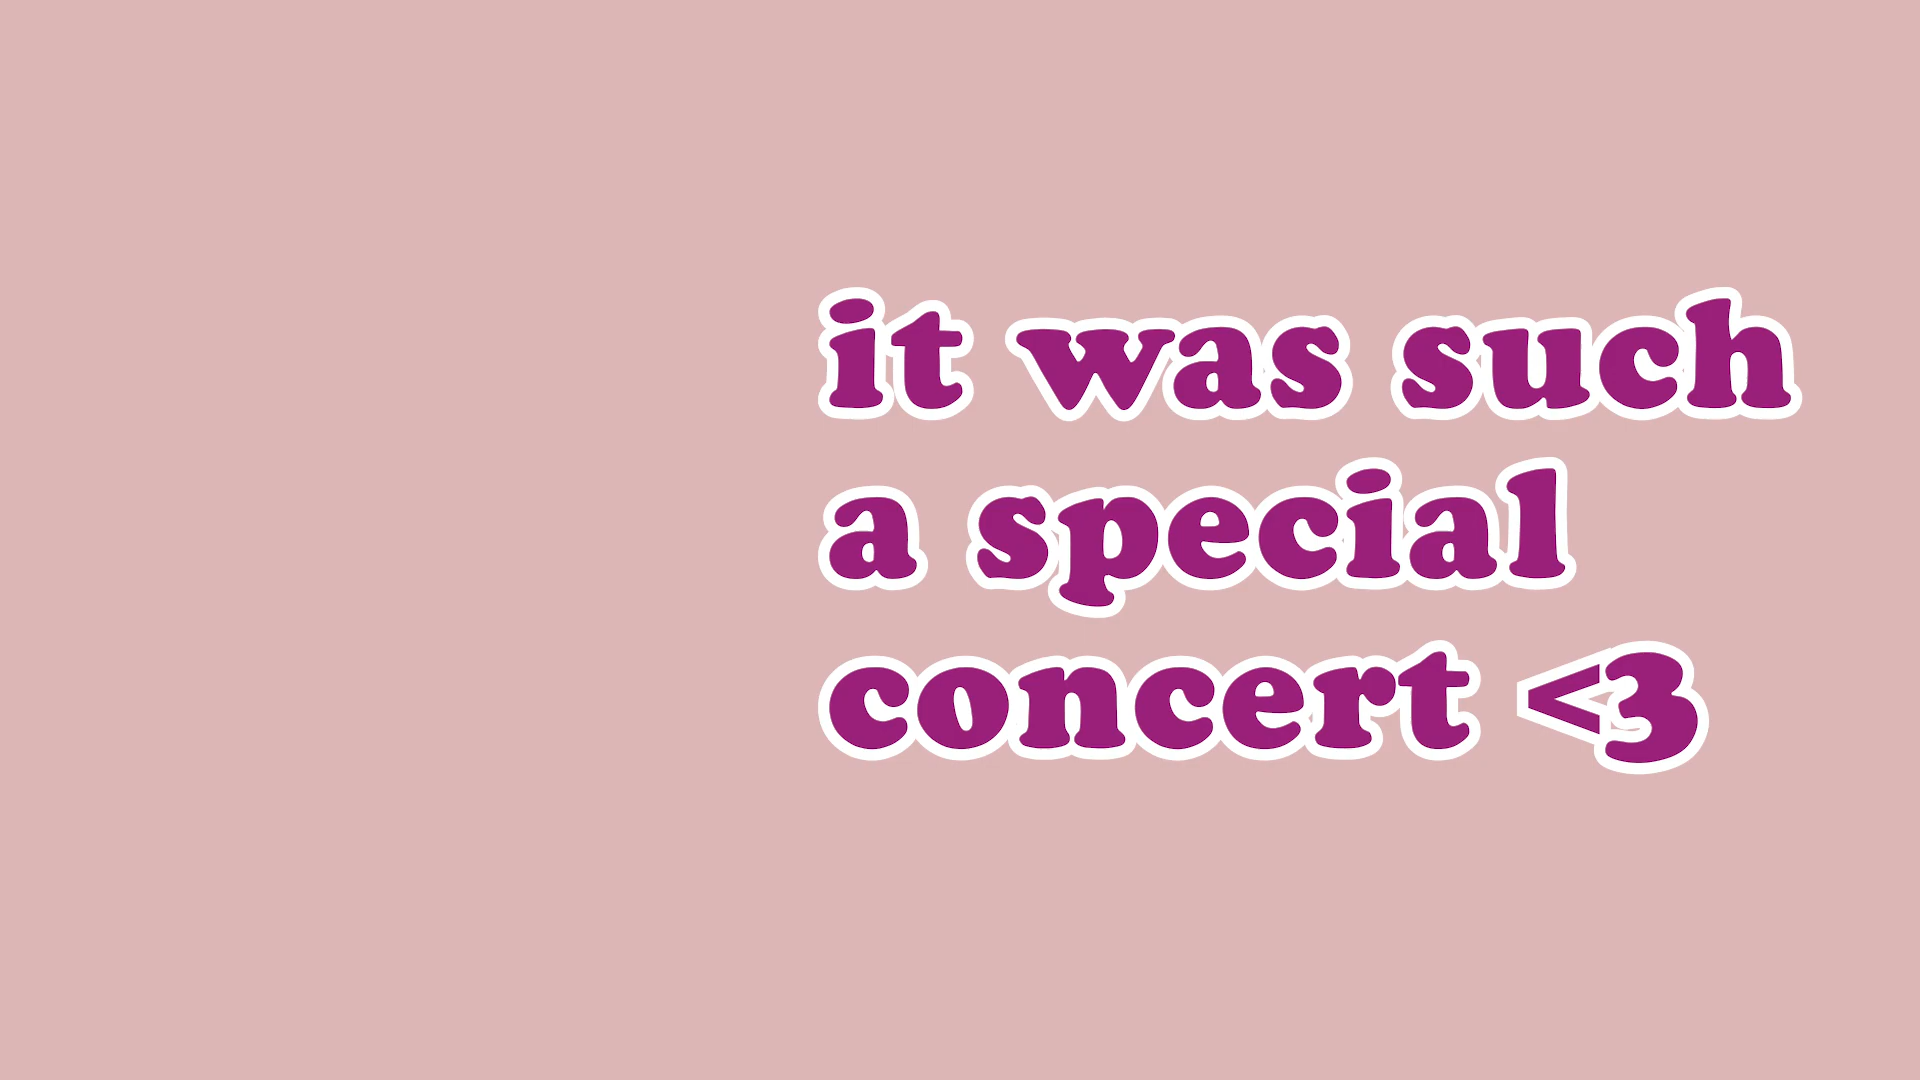 it was such
a special
concert <3